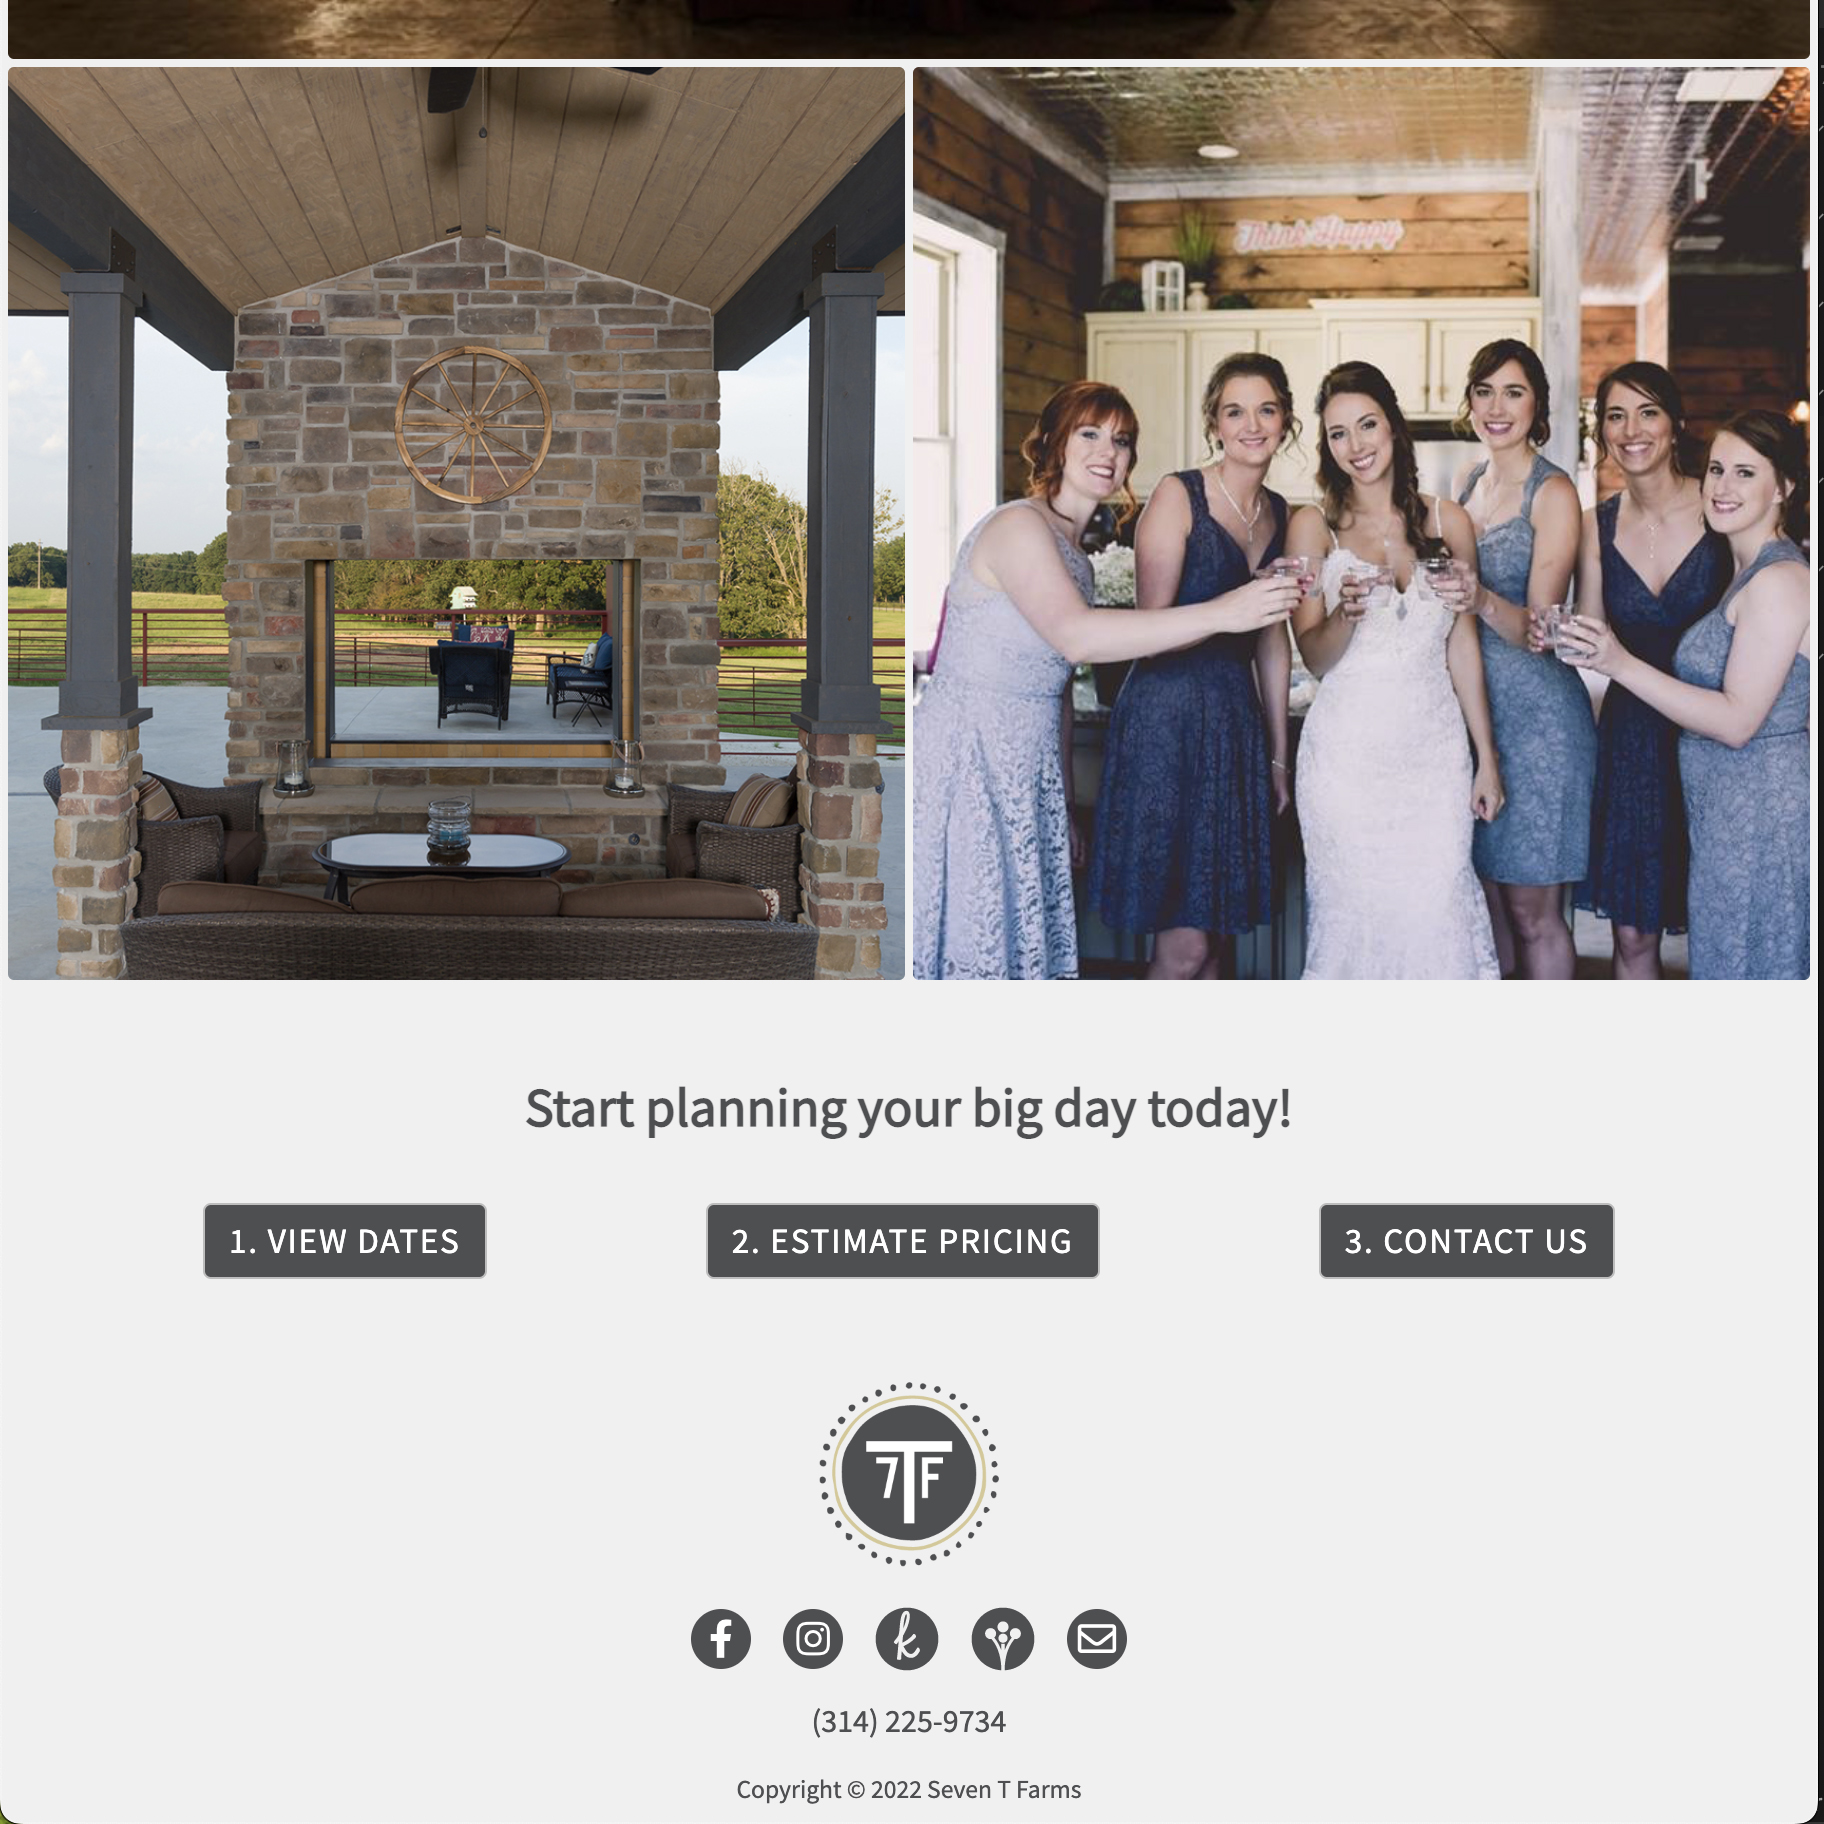 Think Happy
Start planning your big day today!
1. VIEW DATES
2. ESTIMATE PRICING
3. CONTACT US
7TF
(314) 225-9734
Copyright © 2022 Seven T Farms